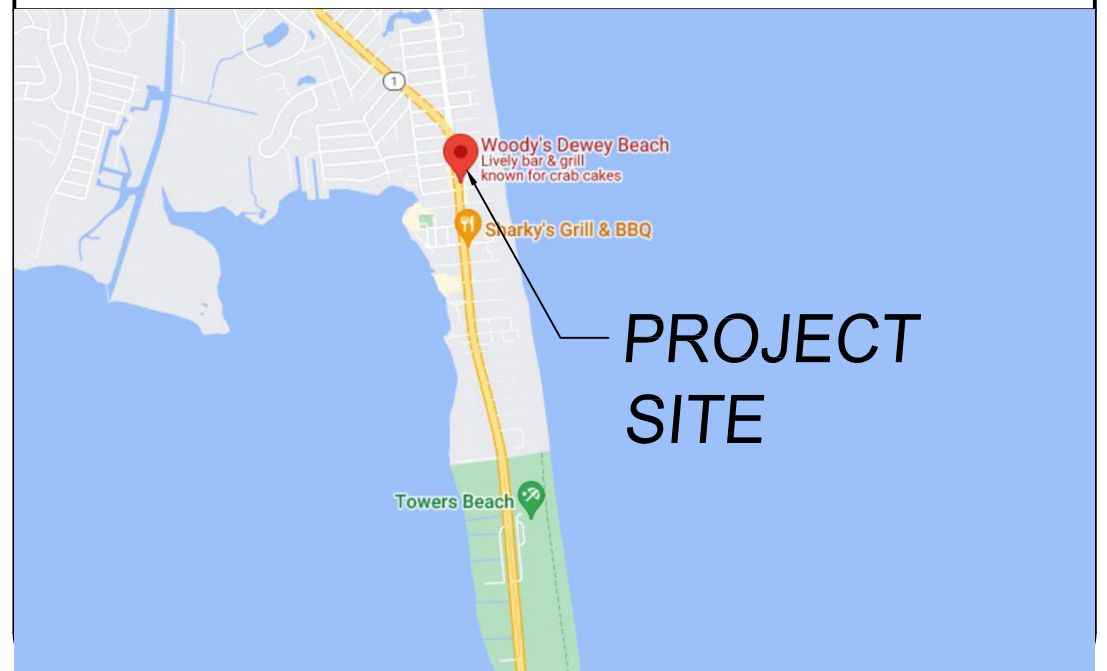 1
Woody's Dewey Beach
Lively bar & grill
known for crab cakes
Sharky's Grill & BBQ
PROJECT
SITE
Towers Beach